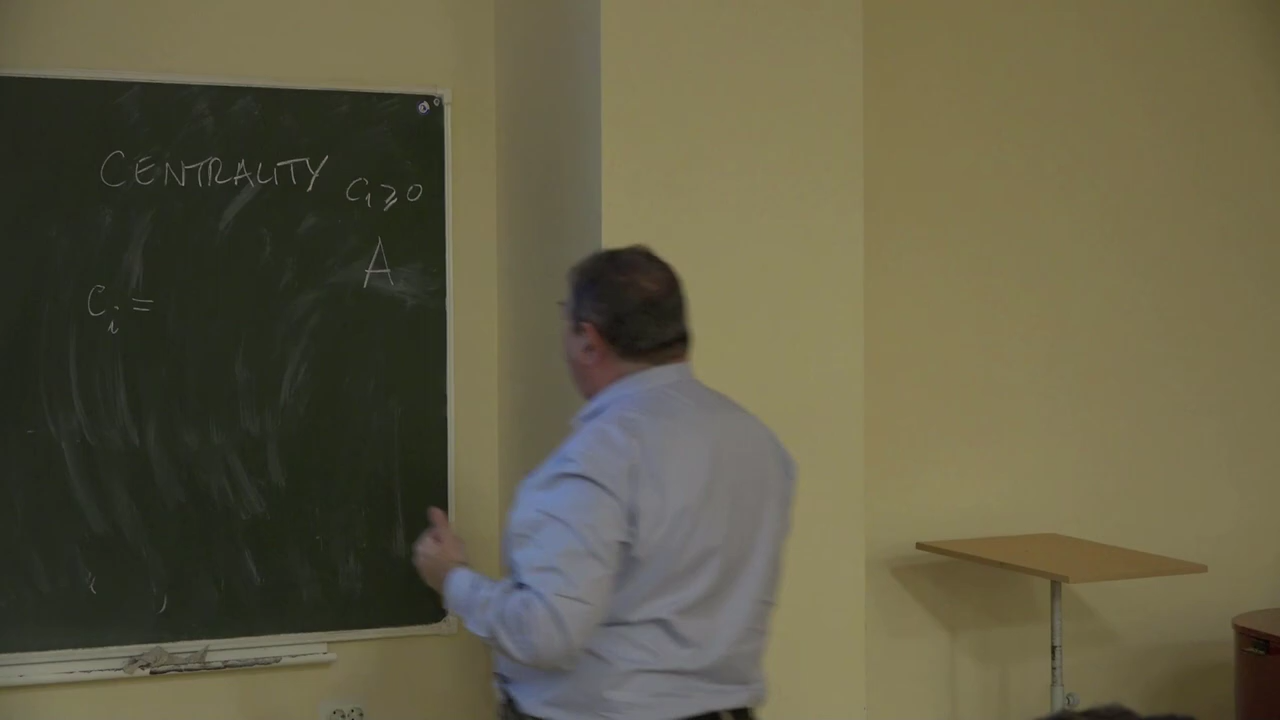 CENTRALITY
Cᵢ ⩾ 0
A
Cᵢ =